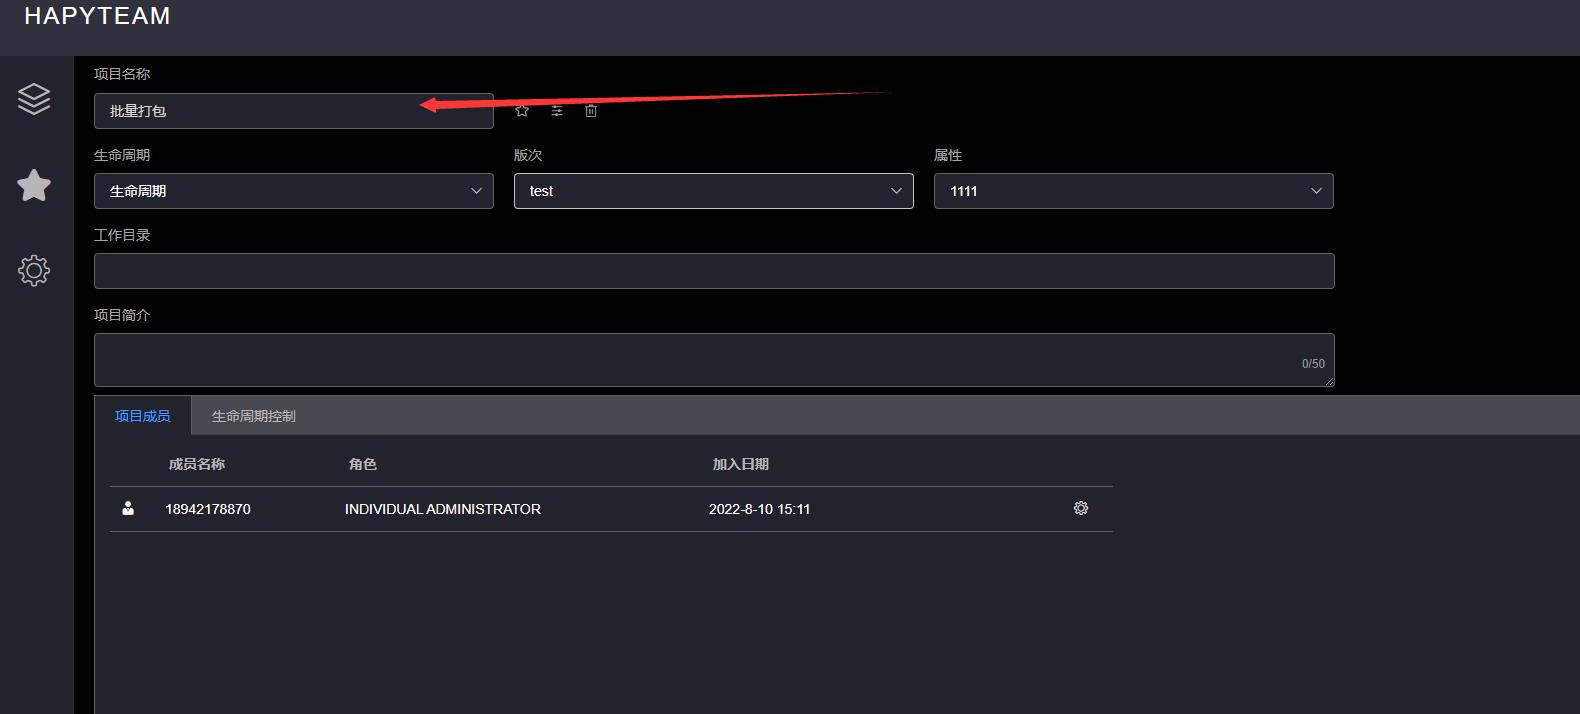 HAPYTEAM
项目名称
批量打包
生命周期 版次 属性
生命周期 test 1111
工作目录
项目简介
0/50
项目成员 生命周期控制
成员名称 角色 加入日期
18942178870 INDIVIDUAL ADMINISTRATOR 2022-8-10 15:11